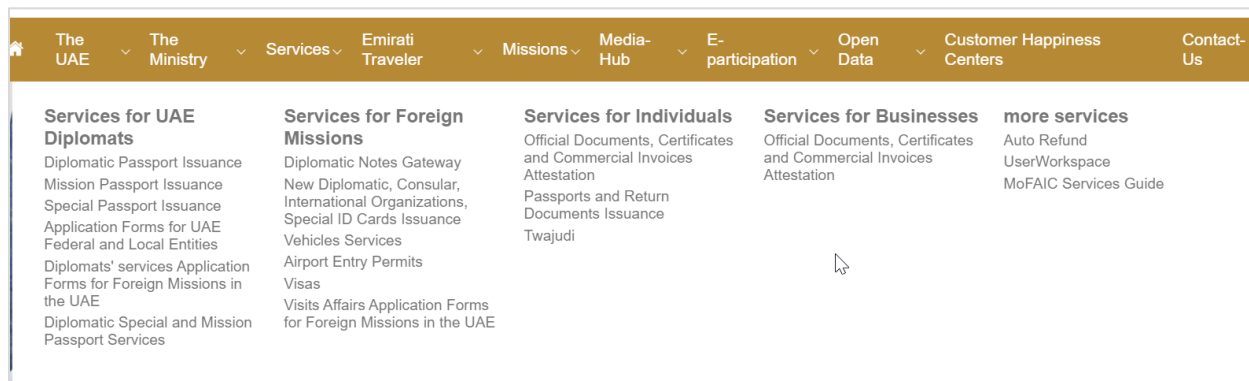 The UAE
The Ministry
Services
Emirati Traveler
Missions
Media-Hub
E-participation
Open Data
Customer Happiness Centers
Contact-Us
Services for UAE
Diplomats
Diplomatic Passport Issuance
Mission Passport Issuance
Special Passport Issuance
Application Forms for UAE
Federal and Local Entities
Diplomats' services Application
Forms for Foreign Missions in
the UAE
Diplomatic Special and Mission
Passport Services
Services for Foreign
Missions
Diplomatic Notes Gateway
New Diplomatic, Consular,
International Organizations,
Special ID Cards Issuance
Vehicles Services
Airport Entry Permits
Visas
Visits Affairs Application Forms
for Foreign Missions in the UAE
Services for Individuals
Official Documents, Certificates
and Commercial Invoices
Attestation
Passports and Return
Documents Issuance
Twajudi
Services for Businesses
Official Documents, Certificates
and Commercial Invoices
Attestation
more services
Auto Refund
UserWorkspace
MoFAIC Services Guide